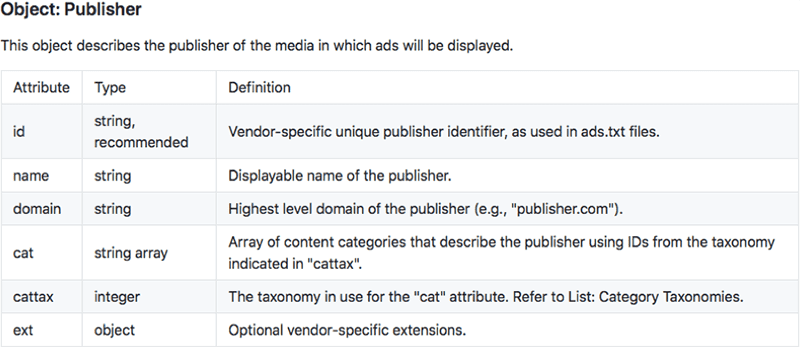 Object: Publisher
This object describes the publisher of the media in which ads will be displayed.
Attribute Type Definition
id string, recommended Vendor-specific unique publisher identifier, as used in ads.txt files.
name string Displayable name of the publisher.
domain string Highest level domain of the publisher (e.g., "publisher.com").
cat string array Array of content categories that describe the publisher using IDs from the taxonomy
indicated in "cattax".
cattax integer The taxonomy in use for the "cat" attribute. Refer to List: Category Taxonomies.
ext object Optional vendor-specific extensions.